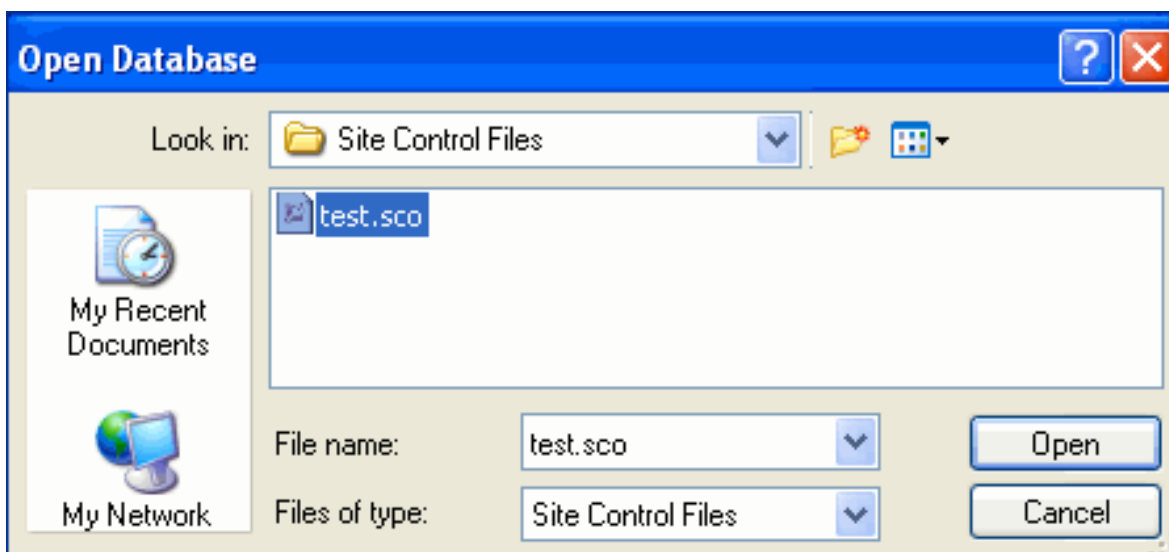 Open Database
Look in: Site Control Files
test.sco
My Recent
Documents
My Network
File name: test.sco Open
Files of type: Site Control Files Cancel